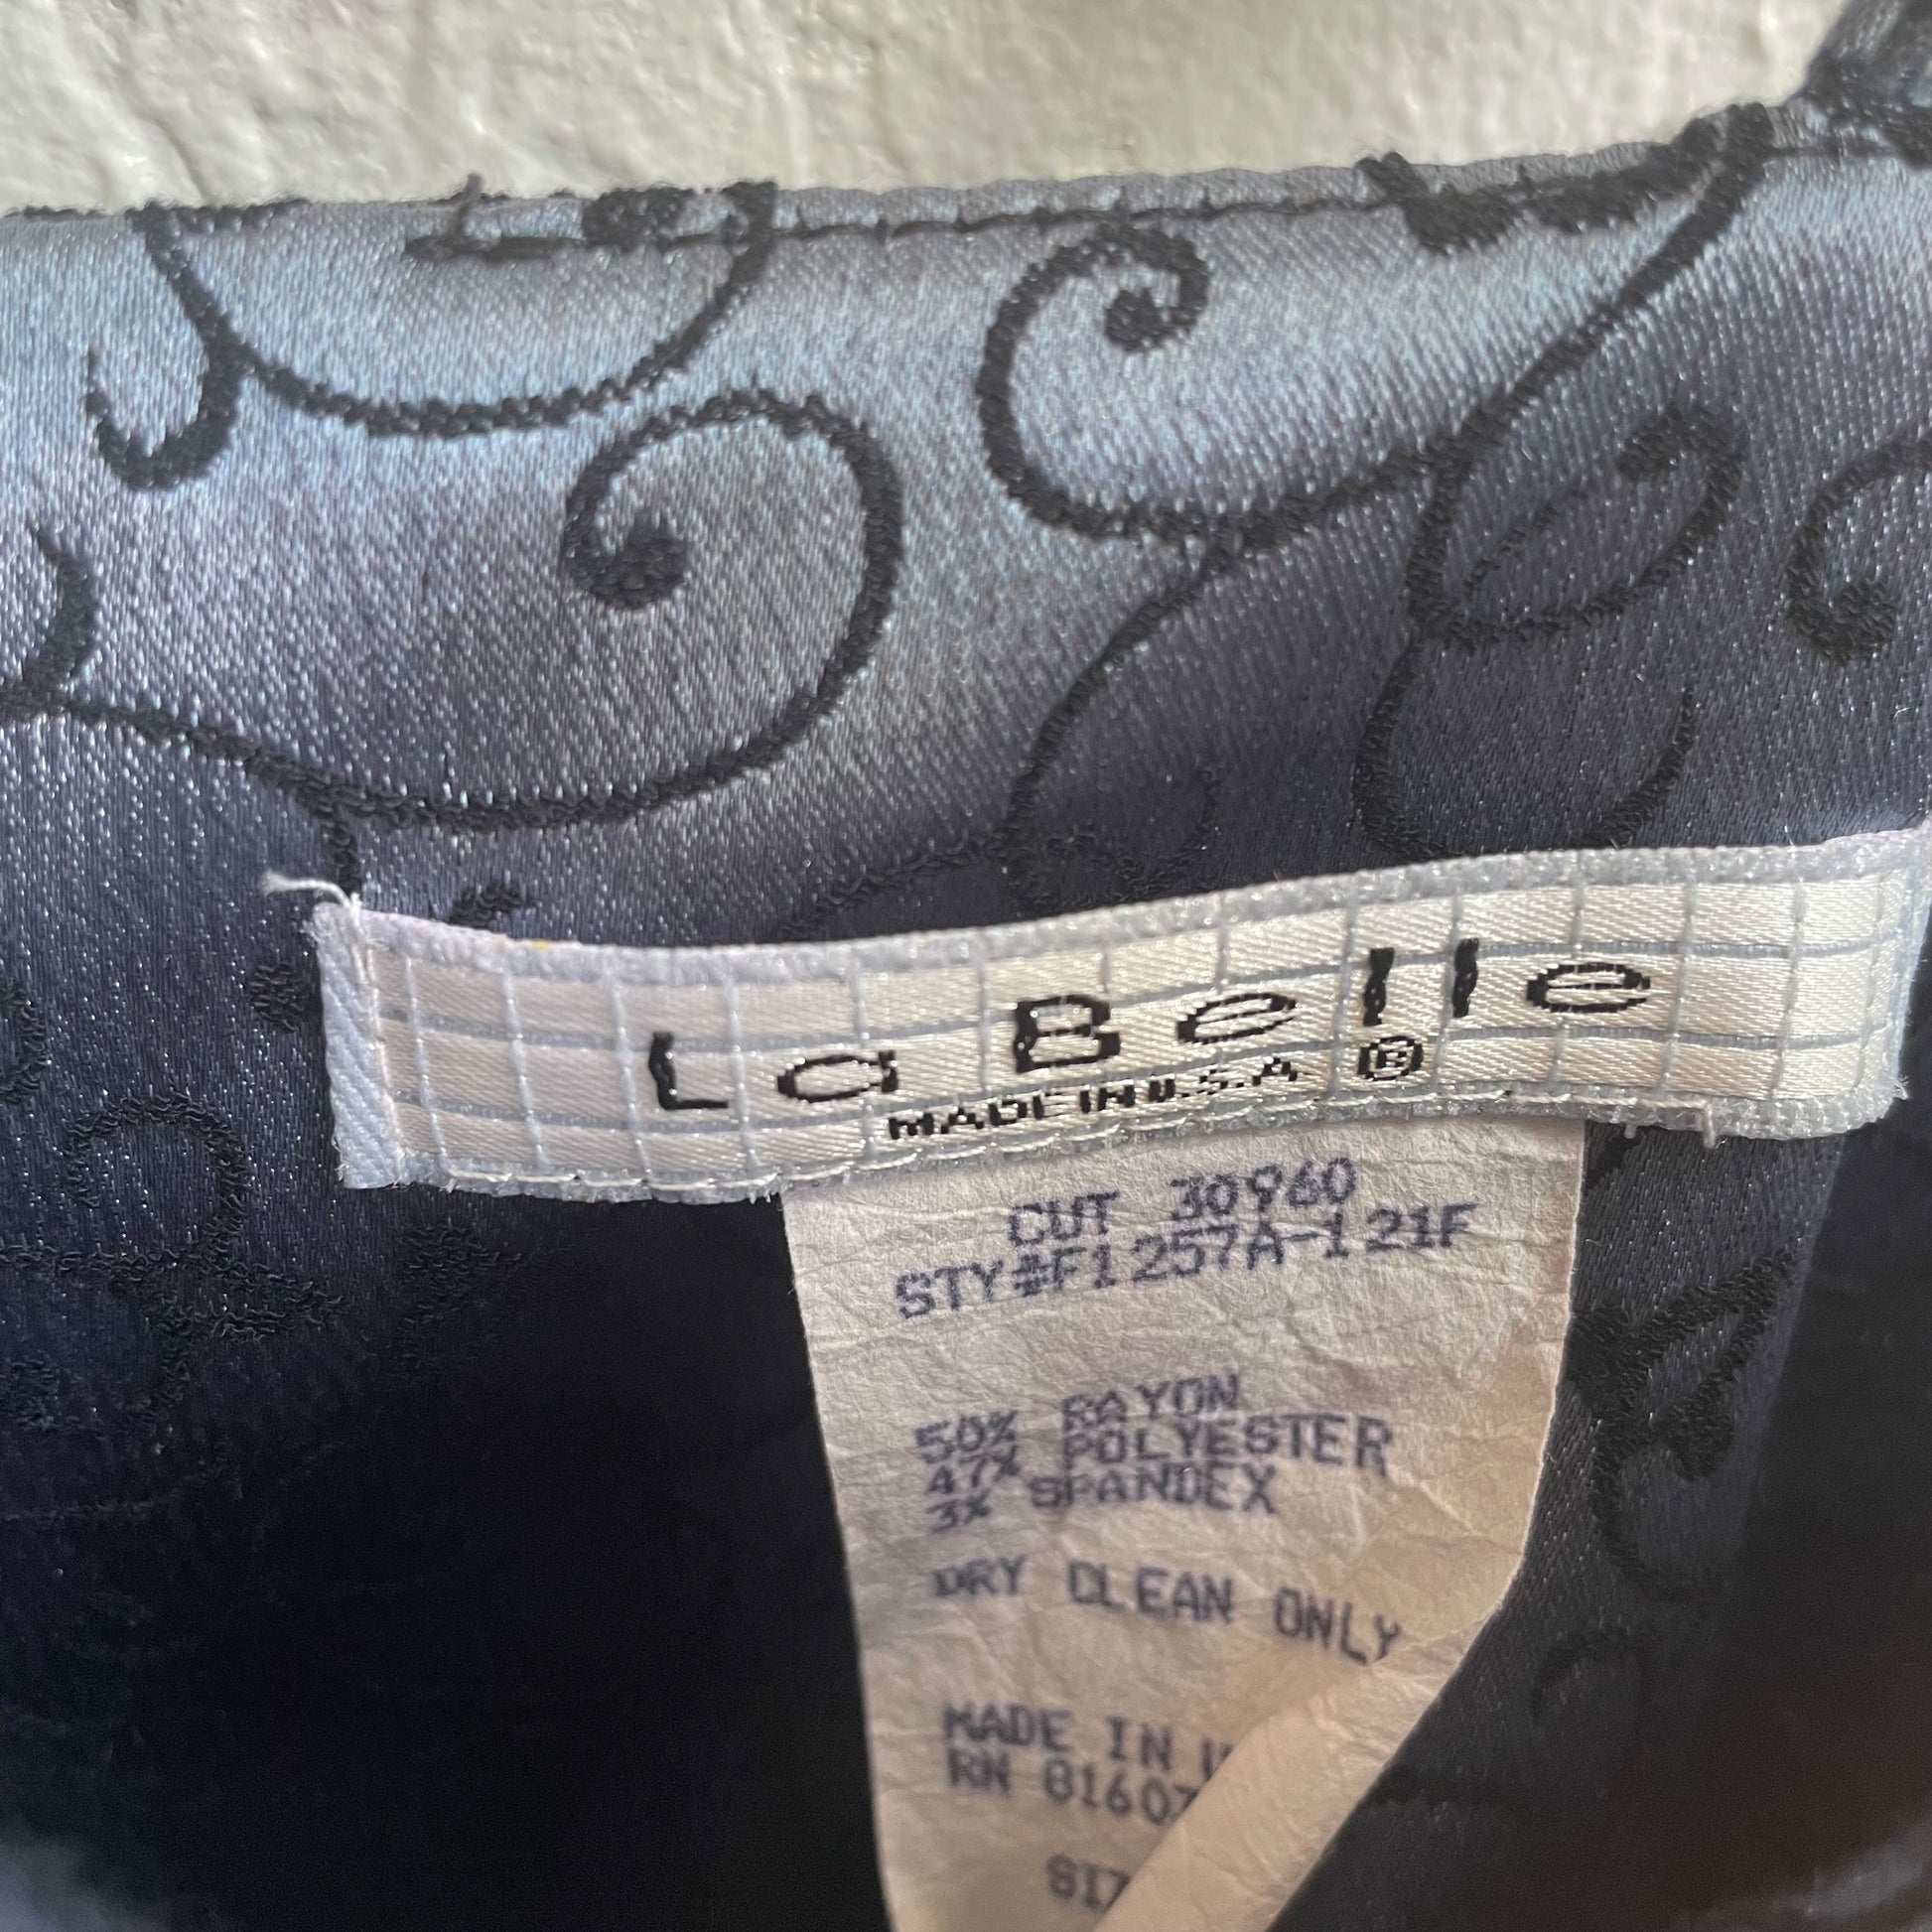 La Belle
MADE IN U.S.A ®
CUT 30960
STY#F1257A-121F
50% RAYON
47% POLYESTER
3% SPANDEX
DRY CLEAN ONLY
MADE IN
RN 81607